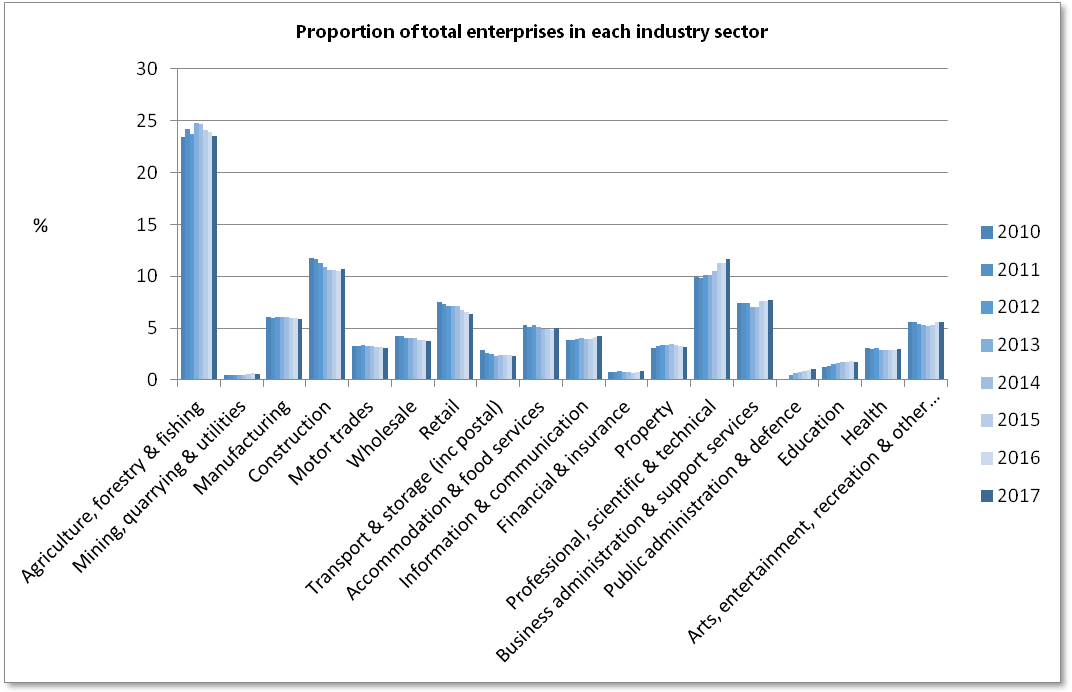 Proportion of total enterprises in each industry sector
30
25
20
15
10
5
0
%
Agriculture, forestry & fishing
Mining, quarrying & utilities
Manufacturing
Construction
Motor trades
Wholesale
Retail
Transport & storage (inc postal)
Accommodation & food services
Information & communication
Financial & insurance
Property
Professional, scientific & technical
Business administration & support services
Public administration & defence
Education
Health
Arts, entertainment, recreation & other...
2010
2011
2012
2013
2014
2015
2016
2017